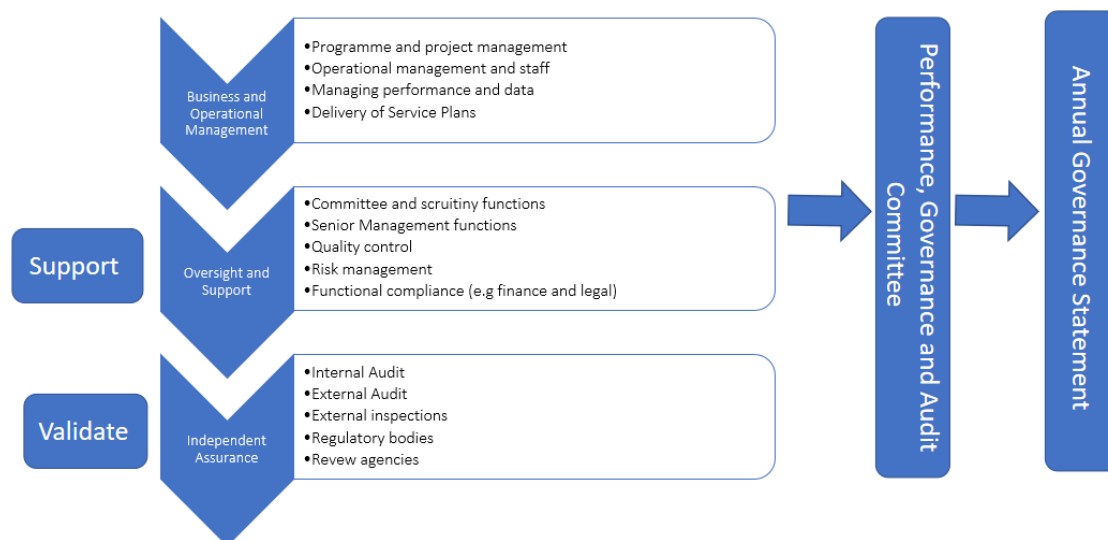 Business and
Operational
Management
•Programme and project management
•Operational management and staff
•Managing performance and data
•Delivery of Service Plans
Support
Oversight and
Support
•Committee and scrutiny functions
•Senior Management functions
•Quality control
•Risk management
•Functional compliance (e.g finance and legal)
Validate
Independent
Assurance
•Internal Audit
•External Audit
•External inspections
•Regulatory bodies
•Revew agencies
Performance, Governance and Audit
Committee
Annual Governance Statement